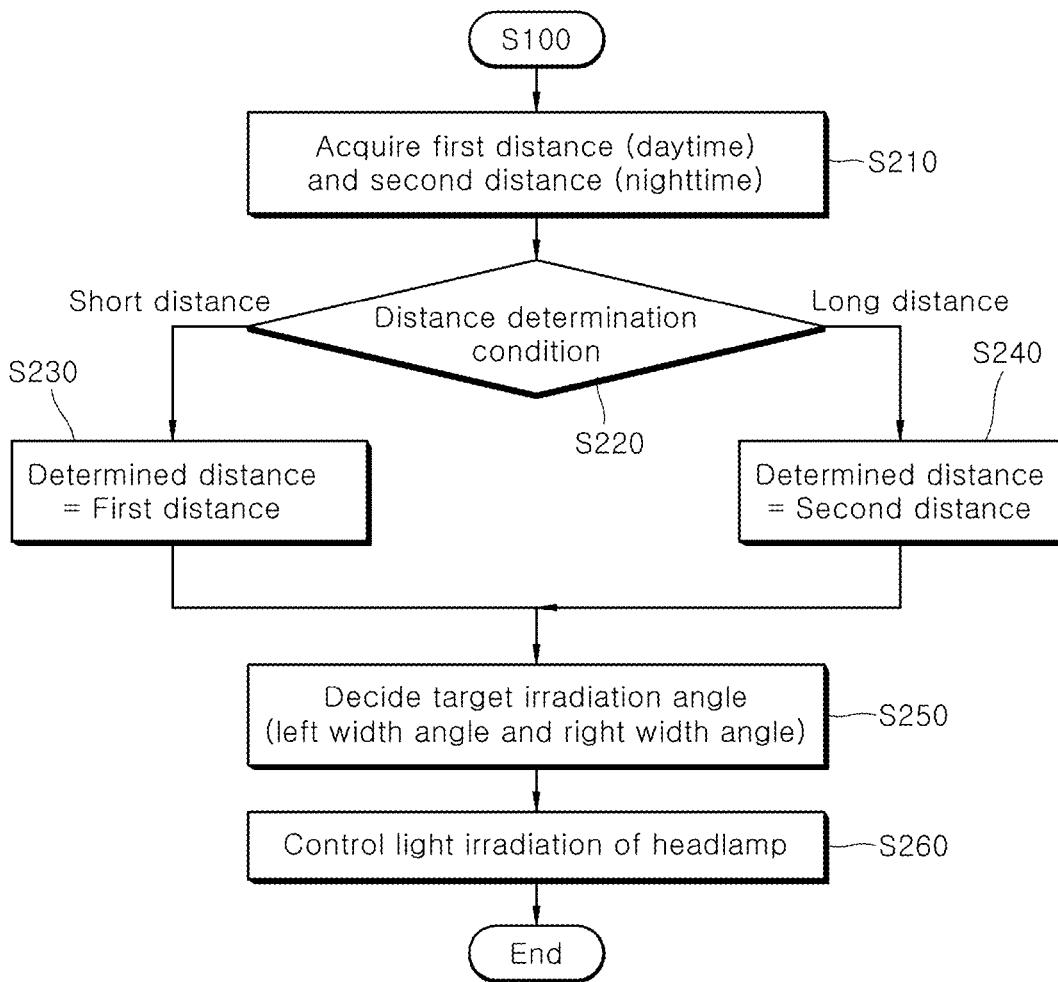 S100
Acquire first distance (daytime)
and second distance (nighttime)
S210
Short distance
Long distance
Distance determination
condition
S230
S220
S240
Determined distance
= First distance
Determined distance
= Second distance
Decide target irradiation angle
(left width angle and right width angle)
S250
Control light irradiation of headlamp
S260
End